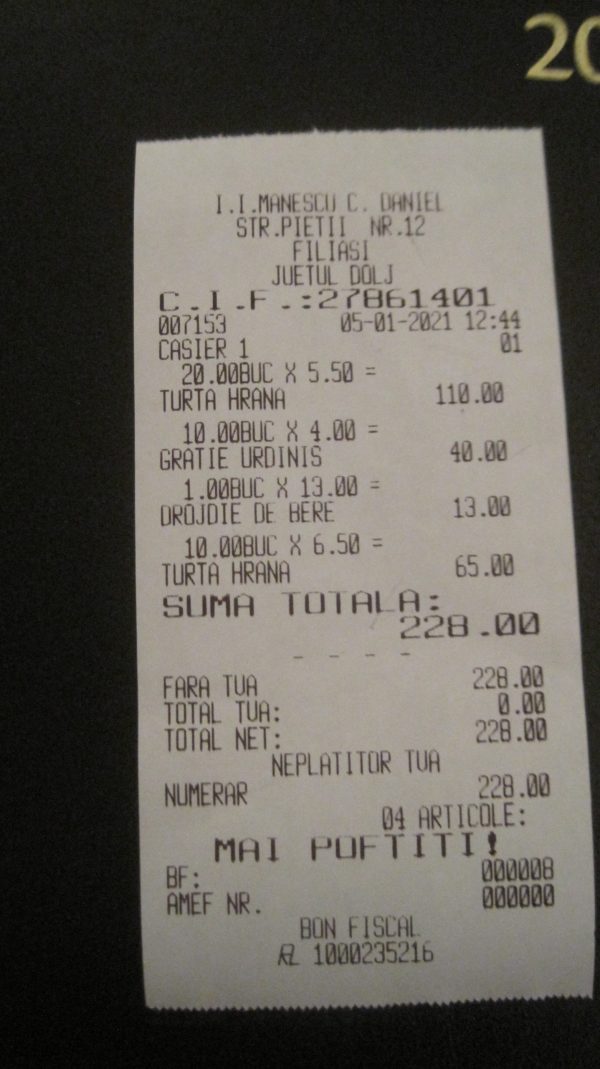 20
I.I.MANESCU C. DANIEL
STR.PIETII NR.12
FILIASI
JUETUL DOLJ
C.I.F.:27861401
007153 05-01-2021 12:44
CASIER 1 01
20.00BUC X 5.50 =
TURTA HRANA 110.00
10.00BUC X 4.00 =
GRATIE URDINIS 40.00
1.00BUC X 13.00 =
DROJDIE DE BERE 13.00
10.00BUC X 6.50 =
TURTA HRANA 65.00
SUMA TOTALA:
228.00
- - - -
FARA TVA 228.00
TOTAL TVA: 0.00
TOTAL NET: 228.00
NEPLATITOR TVA
NUMERAR 228.00
04 ARTICOLE:
MAI POFTITI!
BF: 000008
AMEF NR. 000000
BON FISCAL
RL 1000235216